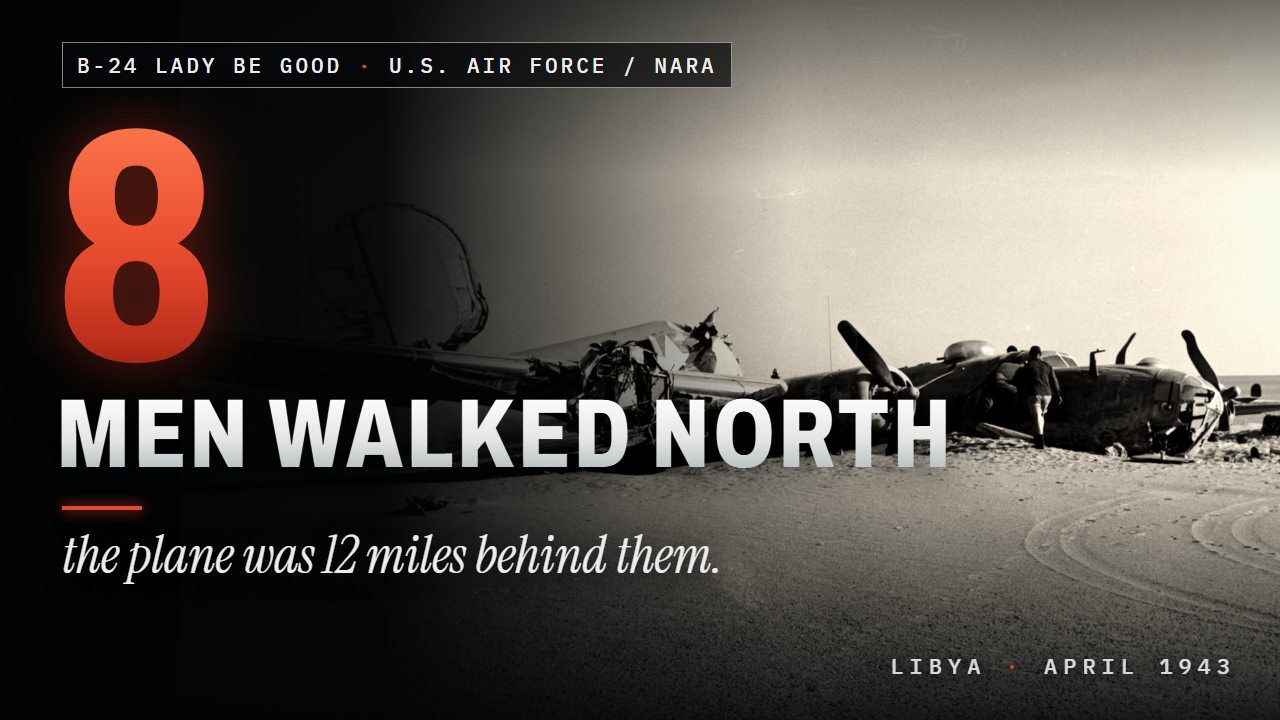 B-24 LADY BE GOOD · U.S. AIR FORCE / NARA
8
MEN WALKED NORTH
the plane was 12 miles behind them.
LIBYA · APRIL 1943